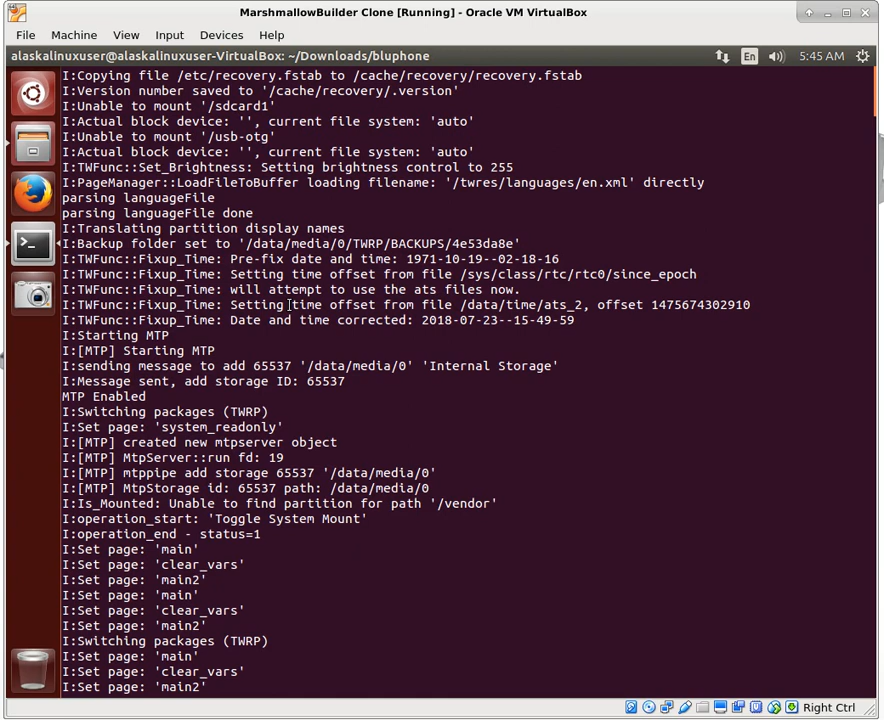 MarshmallowBuilder Clone [Running] - Oracle VM VirtualBox
File Machine View Input Devices Help
alaskalinuxuser@alaskalinuxuser-VirtualBox: ~/Downloads/bluphone En 5:45 AM
I:Copying file /etc/recovery.fstab to /cache/recovery/recovery.fstab
I:Version number saved to '/cache/recovery/.version'
I:Unable to mount '/sdcard1'
I:Actual block device: '', current file system: 'auto'
I:Unable to mount '/usb-otg'
I:Actual block device: '', current file system: 'auto'
I:TWFunc::Set_Brightness: Setting brightness control to 255
I:PageManager::LoadFileToBuffer loading filename: '/twres/languages/en.xml' directly
parsing languageFile
parsing languageFile done
I:Translating partition display names
I:Backup folder set to '/data/media/0/TWRP/BACKUPS/4e53da8e'
I:TWFunc::Fixup_Time: Pre-fix date and time: 1971-10-19--02-18-16
I:TWFunc::Fixup_Time: Setting time offset from file /sys/class/rtc/rtc0/since_epoch
I:TWFunc::Fixup_Time: will attempt to use the ats files now.
I:TWFunc::Fixup_Time: Setting time offset from file /data/time/ats_2, offset 1475674302910
I:TWFunc::Fixup_Time: Date and time corrected: 2018-07-23--15-49-59
I:Starting MTP
I:[MTP] Starting MTP
I:sending message to add 65537 '/data/media/0' 'Internal Storage'
I:Message sent, add storage ID: 65537
MTP Enabled
I:Switching packages (TWRP)
I:Set page: 'system_readonly'
I:[MTP] created new mtpserver object
I:[MTP] MtpServer::run fd: 19
I:[MTP] mtppipe add storage 65537 '/data/media/0'
I:[MTP] MtpStorage id: 65537 path: /data/media/0
I:Is_Mounted: Unable to find partition for path '/vendor'
I:operation_start: 'Toggle System Mount'
I:operation_end - status=1
I:Set page: 'main'
I:Set page: 'clear_vars'
I:Set page: 'main2'
I:Set page: 'main'
I:Set page: 'clear_vars'
I:Set page: 'main2'
I:Switching packages (TWRP)
I:Set page: 'main'
I:Set page: 'clear_vars'
I:Set page: 'main2'
Right Ctrl